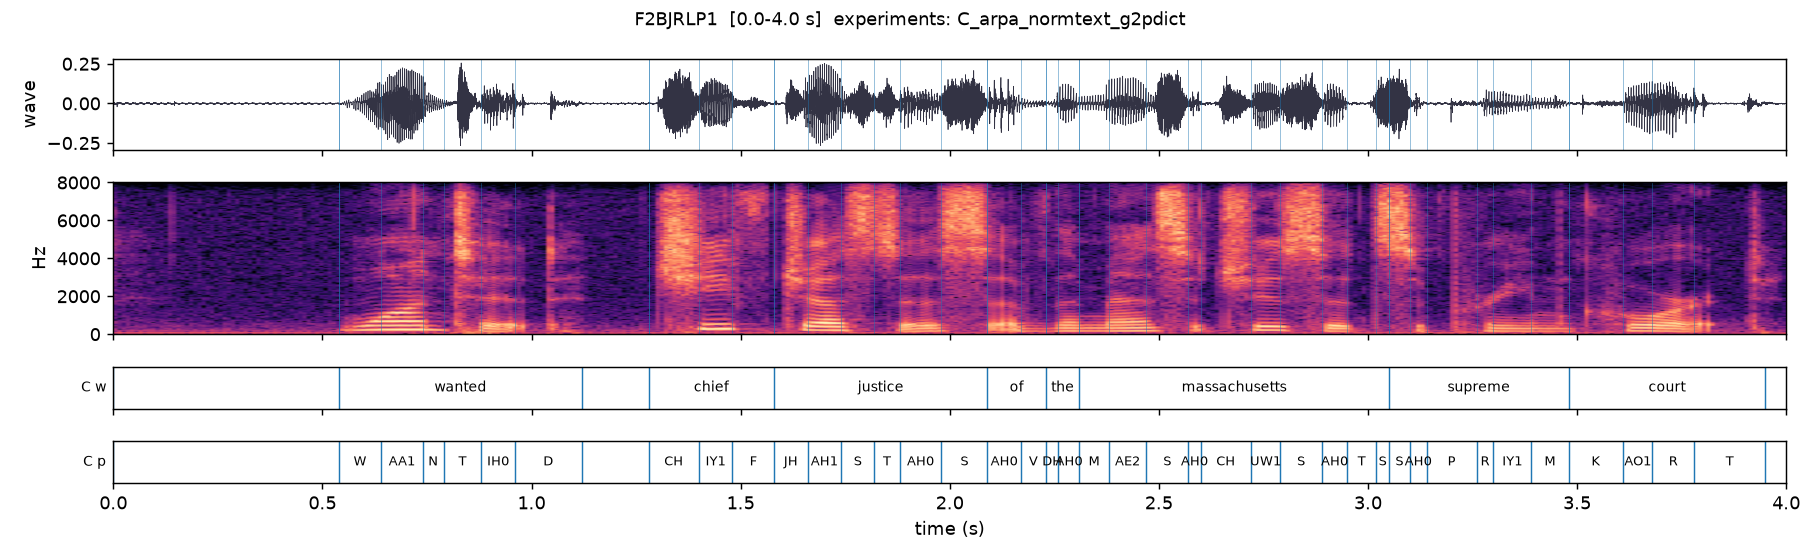 F2BJRLP1 [0.0-4.0 s] experiments: C_arpa_normtext_g2pdict
wave
0.25
0.00
−0.25
Hz
8000
6000
4000
2000
0
C w
wanted chief justice of the massachusetts supreme court
C p
W AA1 N T IH0 D CH IY1 F JH AH1 S T AH0 S AH0 V DH AH0 M AE2 S AH0 CH UW1 S AH0 T S S AH0 P R IY1 M K AO1 R T
0.0 0.5 1.0 1.5 2.0 2.5 3.0 3.5 4.0
time (s)